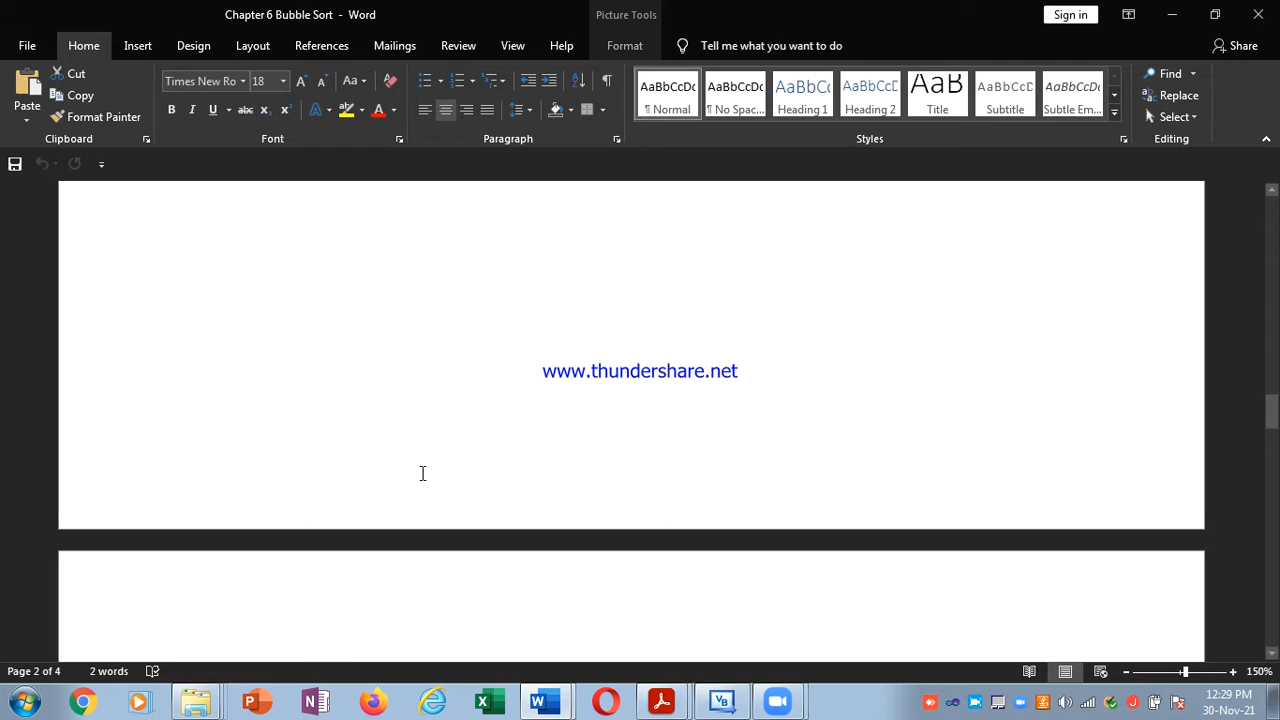 Chapter 6 Bubble Sort - Word
Picture Tools
Sign in
File Home Insert Design Layout References Mailings Review View Help Format Tell me what you want to do Share
Paste
Cut
Copy
Format Painter
Clipboard
Times New Ro 18
Font
Paragraph
AaBbCcDc ¶ Normal
AaBbCcDc ¶ No Spac...
AaBbC Heading 1
AaBbCc Heading 2
AaB Title
AaBbCcD Subtitle
AaBbCcDc Subtle Em...
Styles
Find
Replace
Select
Editing
www.thundershare.net
Page 2 of 4 2 words 150%
12:29 PM
30-Nov-21